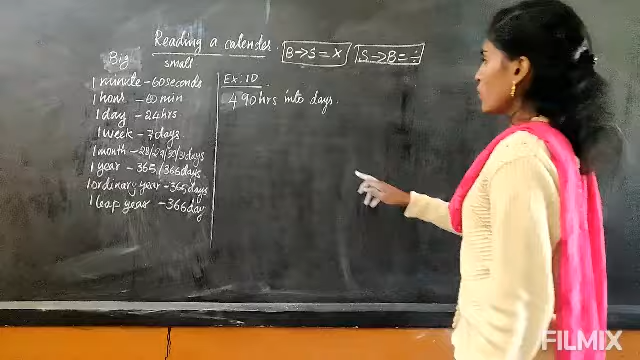 Reading a calender.
B→S = × S→B = ÷
Big small
1 minute - 60 seconds
1 hour - 60 min
1 day - 24 hrs
1 week - 7 days
1 month - 28/29/30/31 days
1 year - 365/366 days
1 ordinary year - 365 days
1 leap year - 366 day
Ex: 1D
490 hrs into days.
FILMIX